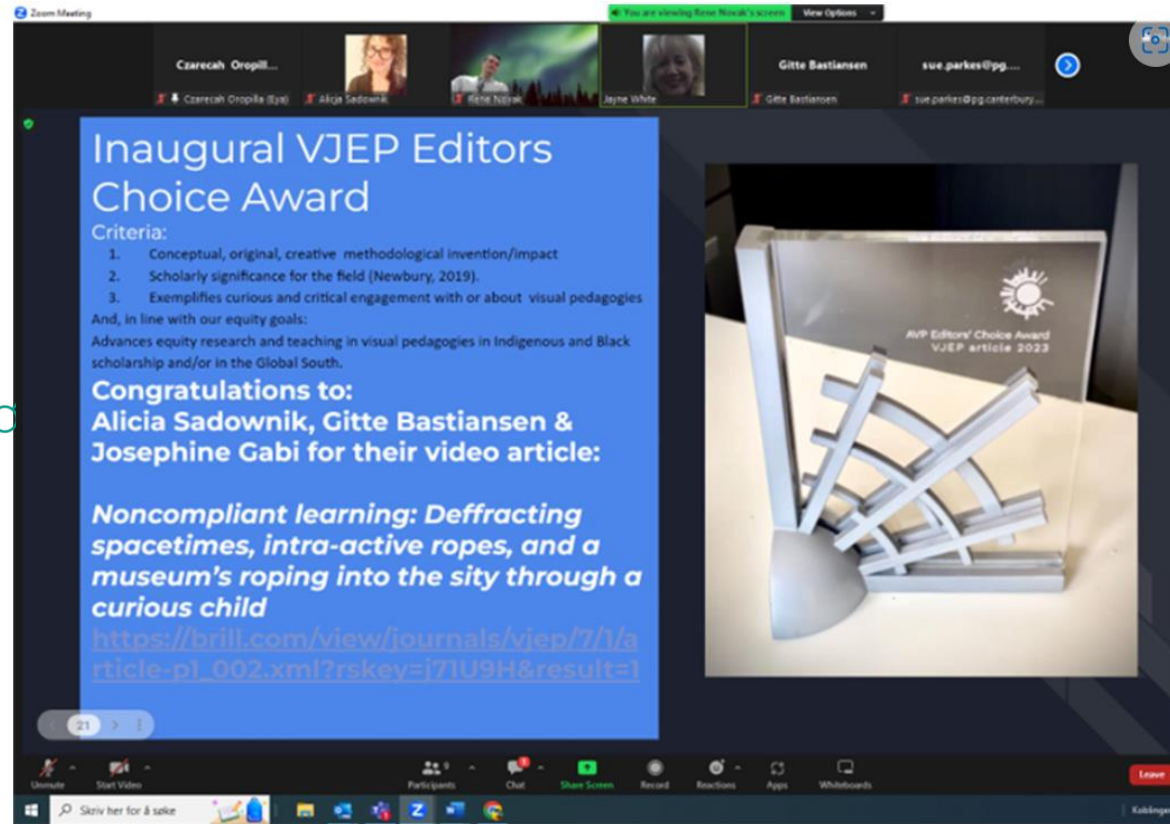 Zoom Meeting
You are viewing Rene Novak's screen View Options
Czarecah Oropill...
Gitte Bastiansen
sue.parkes@pg....
Czarecah Oropilla (Eya)
Alicja Sadownik
Rene Novak
Jayne White
Gitte Bastiansen
sue.parkes@pg.canterbury...
Inaugural VJEP Editors
Choice Award
Criteria:
1. Conceptual, original, creative methodological invention/impact
2. Scholarly significance for the field (Newbury, 2019).
3. Exemplifies curious and critical engagement with or about visual pedagogies
And, in line with our equity goals:
Advances equity research and teaching in visual pedagogies in Indigenous and Black
scholarship and/or in the Global South.
Congratulations to:
Alicia Sadownik, Gitte Bastiansen &
Josephine Gabi for their video article:
Noncompliant learning: Deffracting
spacetimes, intra-active ropes, and a
museum's roping into the sity through a
curious child
https://brill.com/view/journals/vjep/7/1/a
rticle-p1_002.xml?rskey=j71U9H&result=1
AVP Editors' Choice Award
VJEP article 2023
21
Unmute
Start Video
Participants
9
Chat
Share Screen
Record
Reactions
Apps
Whiteboards
Leave
Skriv her for å søke